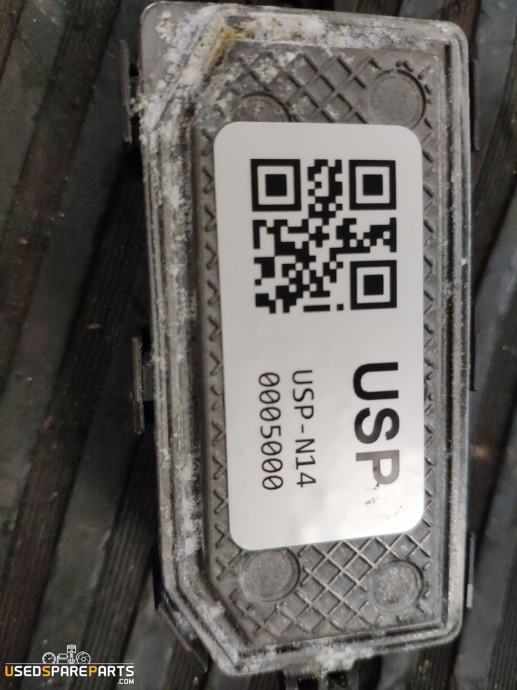 USP
USP-N14
0005000
USEDSPAREPARTS
.COM